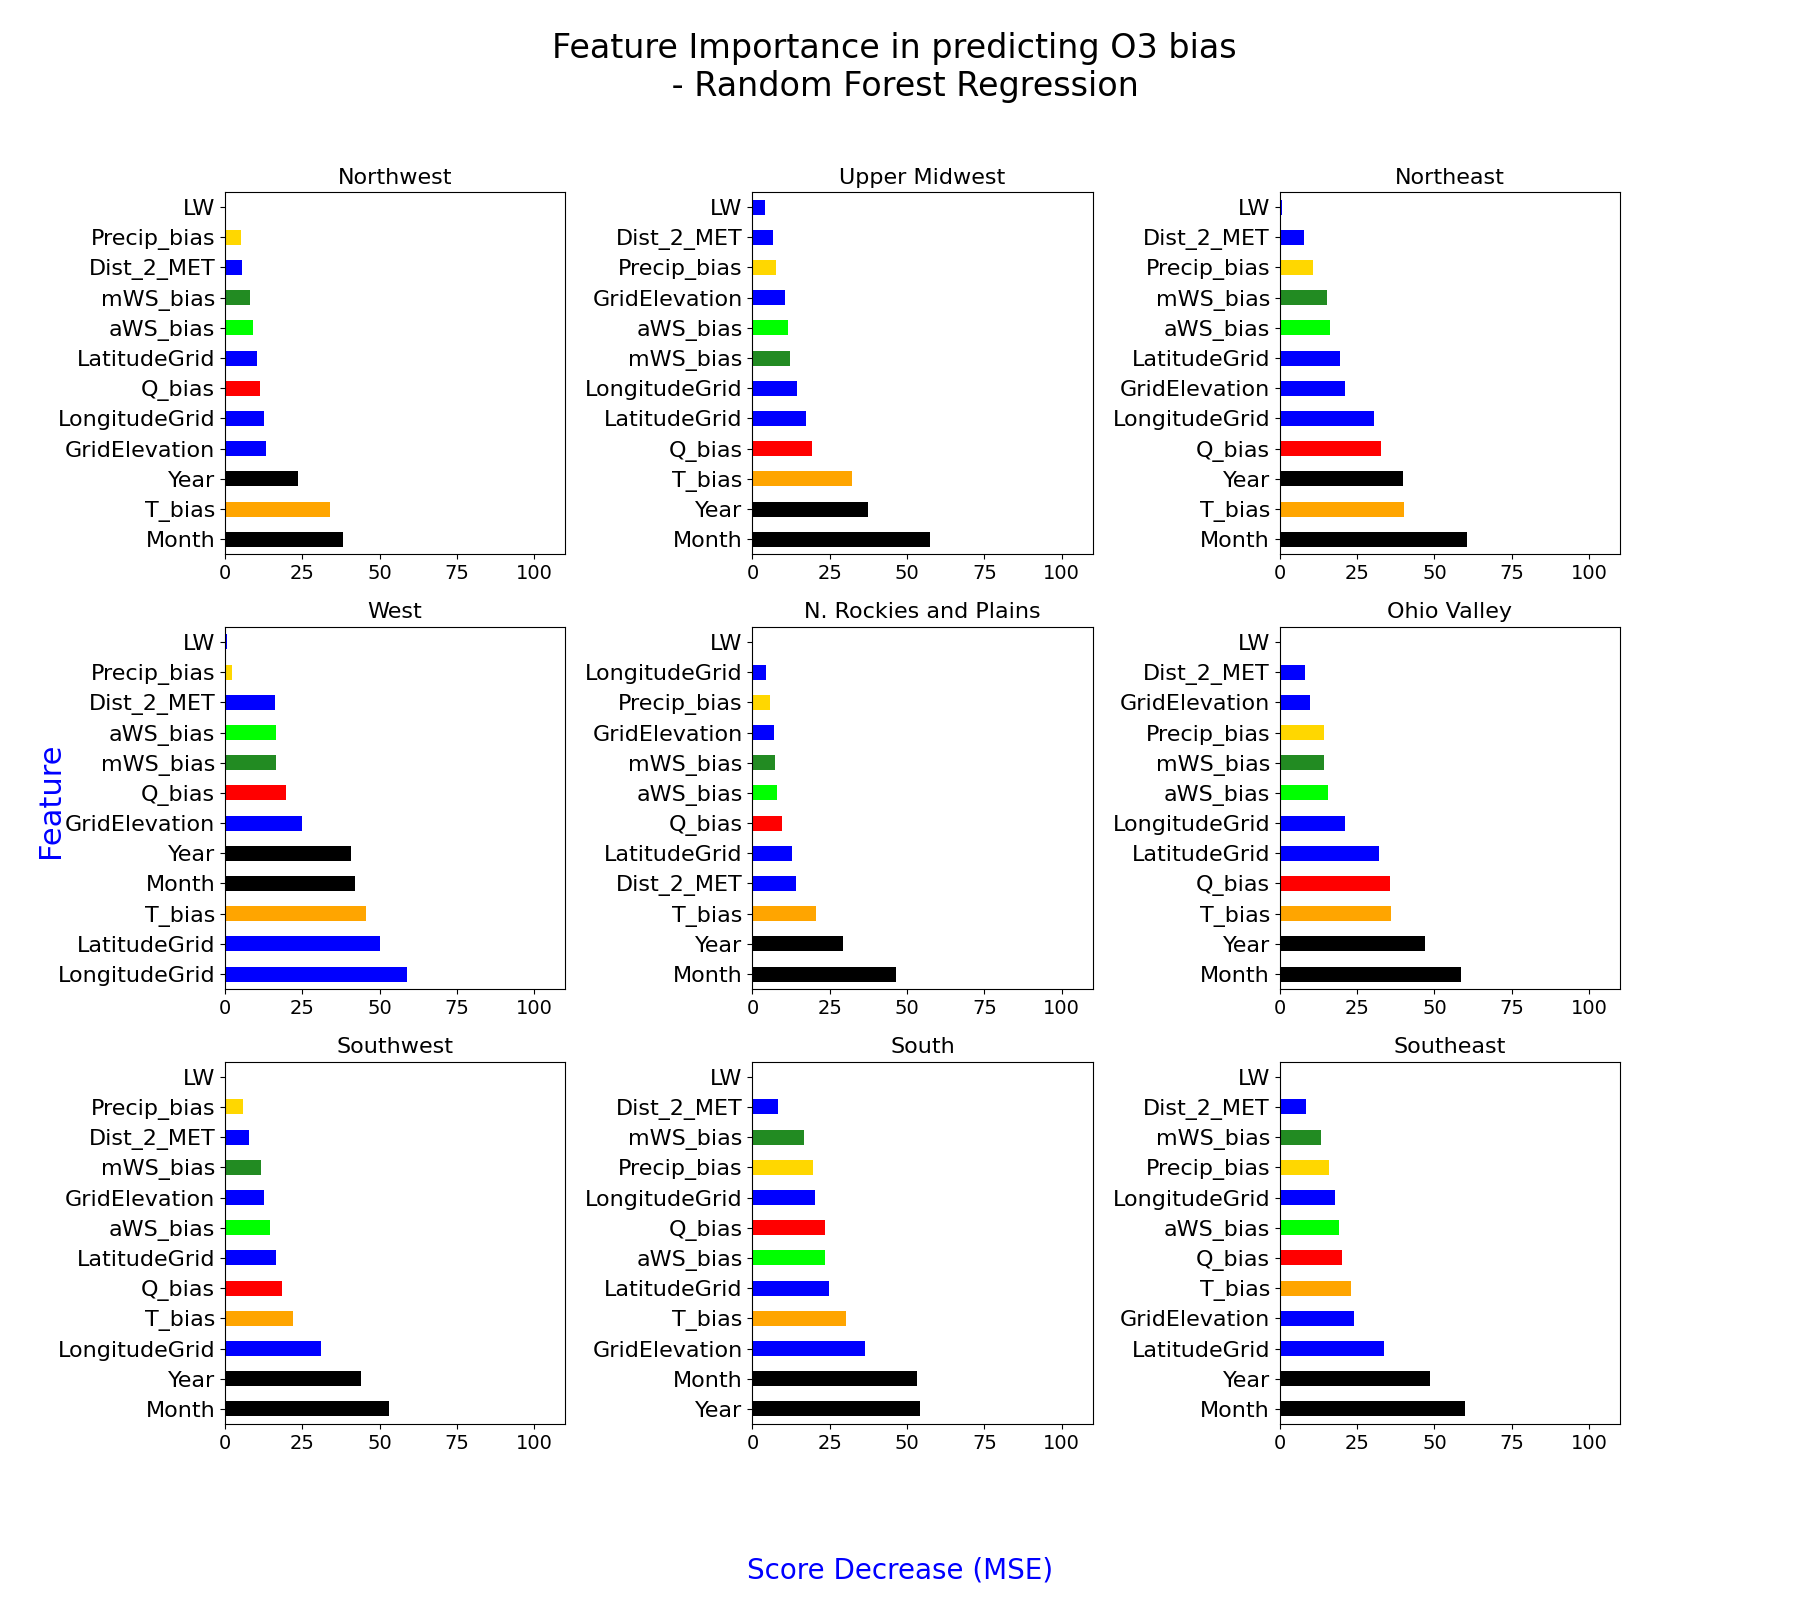 Feature Importance in predicting O3 bias
- Random Forest Regression
Northwest
LW
Precip_bias
Dist_2_MET
mWS_bias
aWS_bias
LatitudeGrid
Q_bias
LongitudeGrid
GridElevation
Year
T_bias
Month
0 25 50 75 100
Upper Midwest
LW
Dist_2_MET
Precip_bias
GridElevation
aWS_bias
mWS_bias
LongitudeGrid
LatitudeGrid
Q_bias
T_bias
Year
Month
0 25 50 75 100
Northeast
LW
Dist_2_MET
Precip_bias
mWS_bias
aWS_bias
LatitudeGrid
GridElevation
LongitudeGrid
Q_bias
Year
T_bias
Month
0 25 50 75 100
Feature
West
LW
Precip_bias
Dist_2_MET
aWS_bias
mWS_bias
Q_bias
GridElevation
Year
Month
T_bias
LatitudeGrid
LongitudeGrid
0 25 50 75 100
N. Rockies and Plains
LW
LongitudeGrid
Precip_bias
GridElevation
mWS_bias
aWS_bias
Q_bias
LatitudeGrid
Dist_2_MET
T_bias
Year
Month
0 25 50 75 100
Ohio Valley
LW
Dist_2_MET
GridElevation
Precip_bias
mWS_bias
aWS_bias
LongitudeGrid
LatitudeGrid
Q_bias
T_bias
Year
Month
0 25 50 75 100
Southwest
LW
Precip_bias
Dist_2_MET
mWS_bias
GridElevation
aWS_bias
LatitudeGrid
Q_bias
T_bias
LongitudeGrid
Year
Month
0 25 50 75 100
South
LW
Dist_2_MET
mWS_bias
Precip_bias
LongitudeGrid
Q_bias
aWS_bias
LatitudeGrid
T_bias
GridElevation
Month
Year
0 25 50 75 100
Southeast
LW
Dist_2_MET
mWS_bias
Precip_bias
LongitudeGrid
aWS_bias
Q_bias
T_bias
GridElevation
LatitudeGrid
Year
Month
0 25 50 75 100
Score Decrease (MSE)